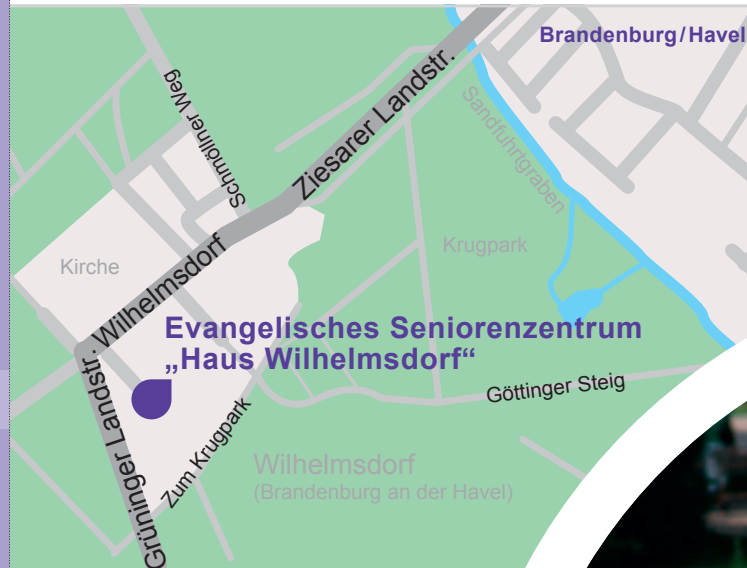 Brandenburg/Havel
Schmöllner Weg
Ziesarer Landstr.
Sandfuhrtgraben
Krugpark
Kirche
Wilhelmsdorf
Evangelisches Seniorenzentrum
„Haus Wilhelmsdorf“
Göttinger Steig
Grüninger Landstr.
Zum Krugpark
Wilhelmsdorf
(Brandenburg an der Havel)